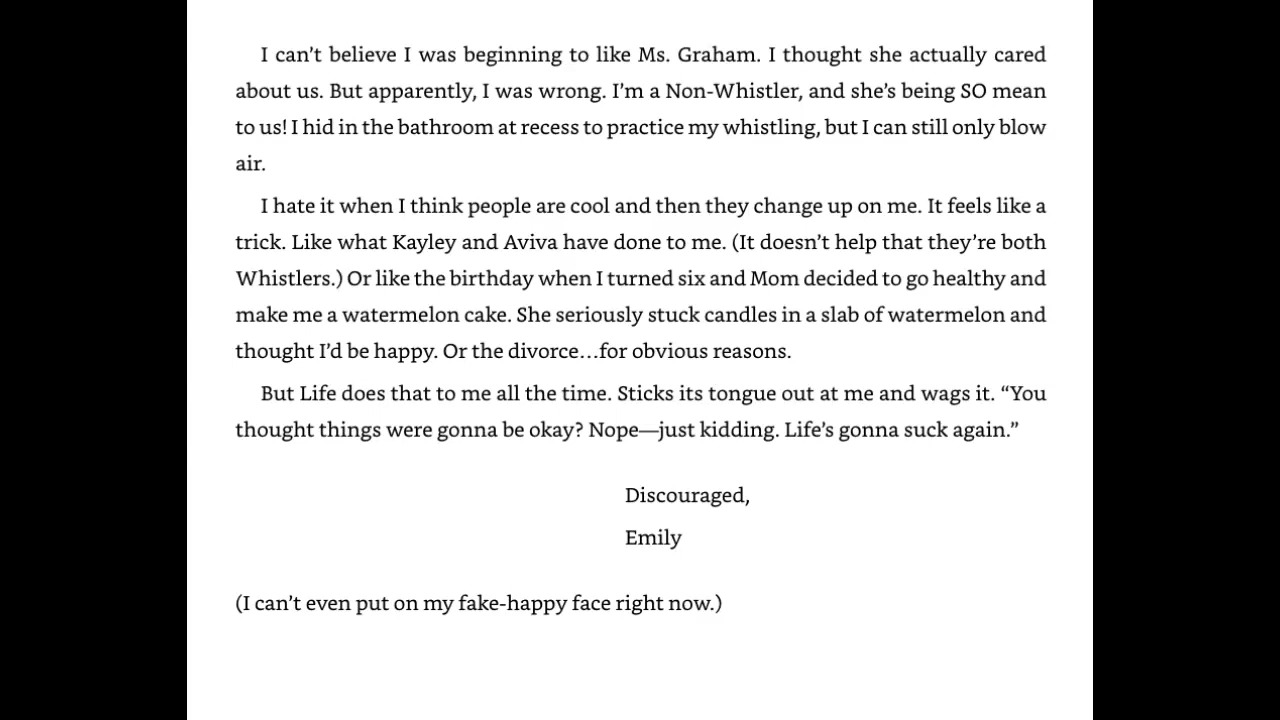 I can’t believe I was beginning to like Ms. Graham. I thought she actually cared
about us. But apparently, I was wrong. I’m a Non-Whistler, and she’s being SO mean
to us! I hid in the bathroom at recess to practice my whistling, but I can still only blow
air.
I hate it when I think people are cool and then they change up on me. It feels like a
trick. Like what Kayley and Aviva have done to me. (It doesn’t help that they’re both
Whistlers.) Or like the birthday when I turned six and Mom decided to go healthy and
make me a watermelon cake. She seriously stuck candles in a slab of watermelon and
thought I’d be happy. Or the divorce…for obvious reasons.
But Life does that to me all the time. Sticks its tongue out at me and wags it. “You
thought things were gonna be okay? Nope—just kidding. Life’s gonna suck again.”
Discouraged,
Emily
(I can’t even put on my fake-happy face right now.)